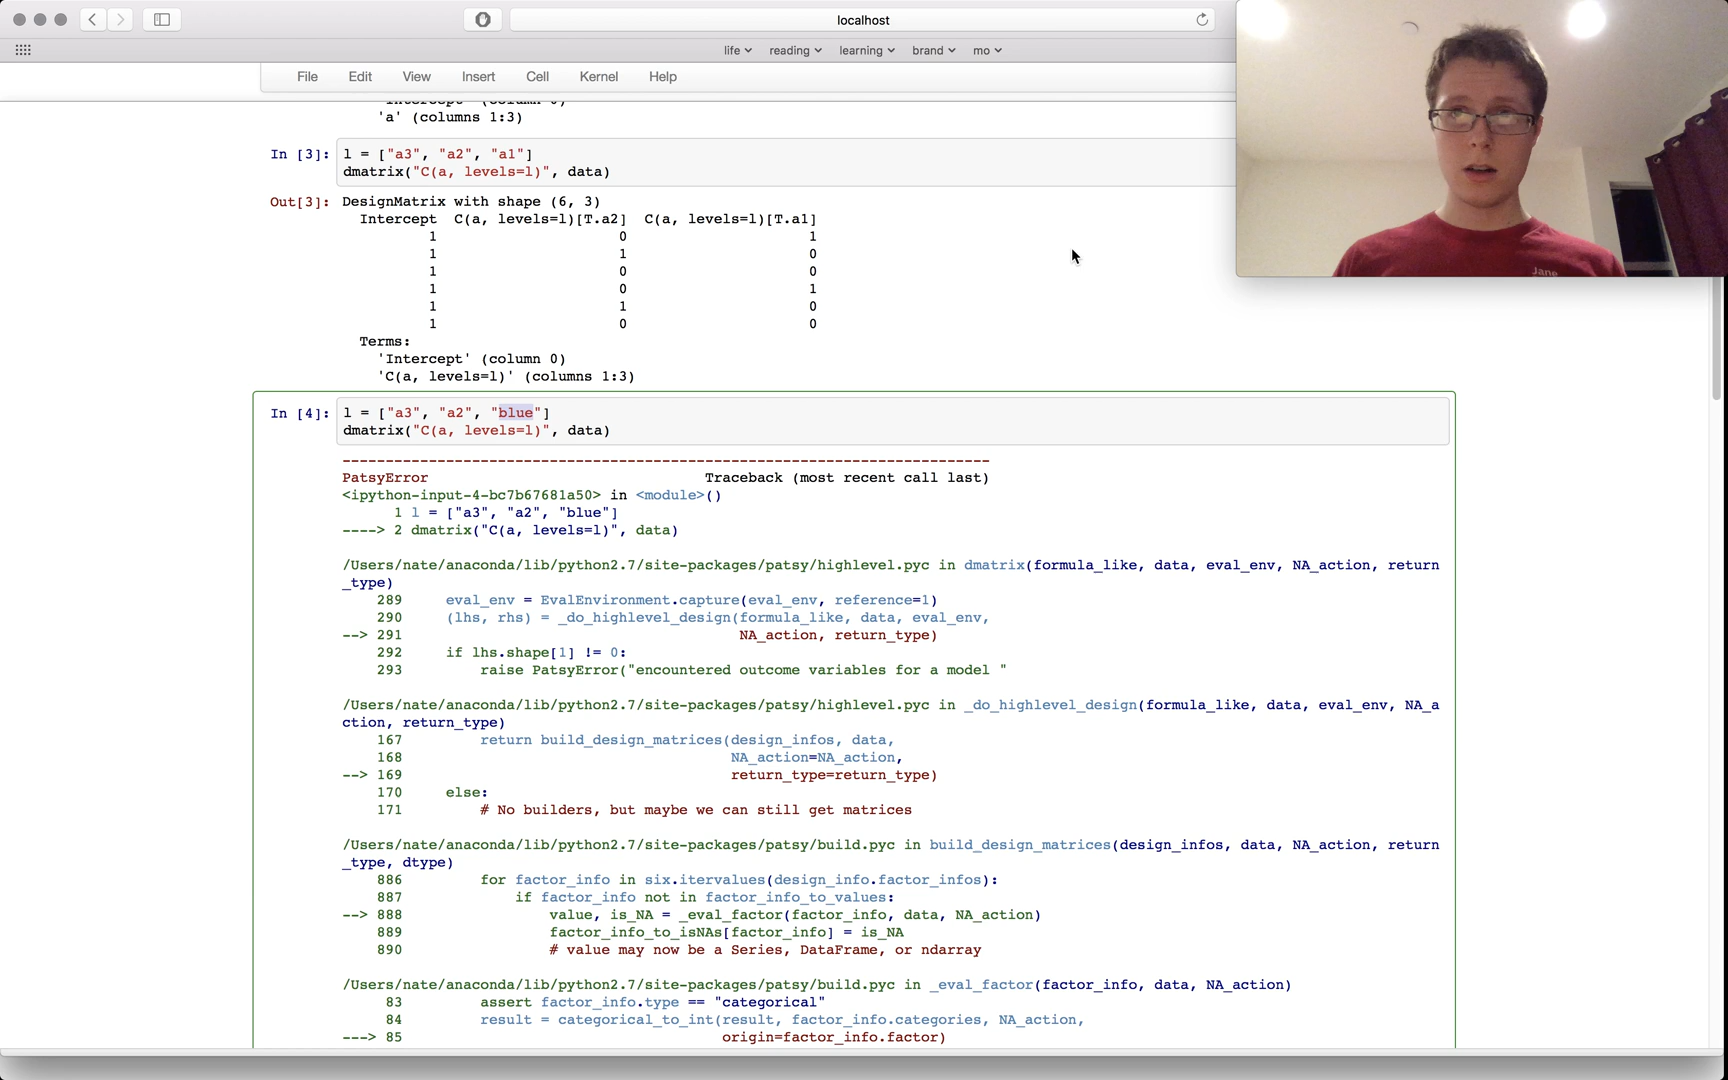 localhost
life reading learning brand mo
File Edit View Insert Cell Kernel Help
'Intercept' (column 0)
'a' (columns 1:3)
In [3]: l = ["a3", "a2", "a1"]
dmatrix("C(a, levels=l)", data)
Out[3]: DesignMatrix with shape (6, 3)
Intercept C(a, levels=l)[T.a2] C(a, levels=l)[T.a1]
1 0 1
1 1 0
1 0 0
1 0 1
1 1 0
1 0 0
Terms:
'Intercept' (column 0)
'C(a, levels=l)' (columns 1:3)
In [4]: l = ["a3", "a2", "blue"]
dmatrix("C(a, levels=l)", data)
---------------------------------------------------------------------------
PatsyError Traceback (most recent call last)
<ipython-input-4-bc7b67681a50> in <module>()
1 l = ["a3", "a2", "blue"]
----> 2 dmatrix("C(a, levels=l)", data)
/Users/nate/anaconda/lib/python2.7/site-packages/patsy/highlevel.pyc in dmatrix(formula_like, data, eval_env, NA_action, return
_type)
289 eval_env = EvalEnvironment.capture(eval_env, reference=1)
290 (lhs, rhs) = _do_highlevel_design(formula_like, data, eval_env,
--> 291 NA_action, return_type)
292 if lhs.shape[1] != 0:
293 raise PatsyError("encountered outcome variables for a model "
/Users/nate/anaconda/lib/python2.7/site-packages/patsy/highlevel.pyc in _do_highlevel_design(formula_like, data, eval_env, NA_a
ction, return_type)
167 return build_design_matrices(design_infos, data,
168 NA_action=NA_action,
--> 169 return_type=return_type)
170 else:
171 # No builders, but maybe we can still get matrices
/Users/nate/anaconda/lib/python2.7/site-packages/patsy/build.pyc in build_design_matrices(design_infos, data, NA_action, return
_type, dtype)
886 for factor_info in six.itervalues(design_info.factor_infos):
887 if factor_info not in factor_info_to_values:
--> 888 value, is_NA = _eval_factor(factor_info, data, NA_action)
889 factor_info_to_isNAs[factor_info] = is_NA
890 # value may now be a Series, DataFrame, or ndarray
/Users/nate/anaconda/lib/python2.7/site-packages/patsy/build.pyc in _eval_factor(factor_info, data, NA_action)
83 assert factor_info.type == "categorical"
84 result = categorical_to_int(result, factor_info.categories, NA_action,
---> 85 origin=factor_info.factor)
Jane